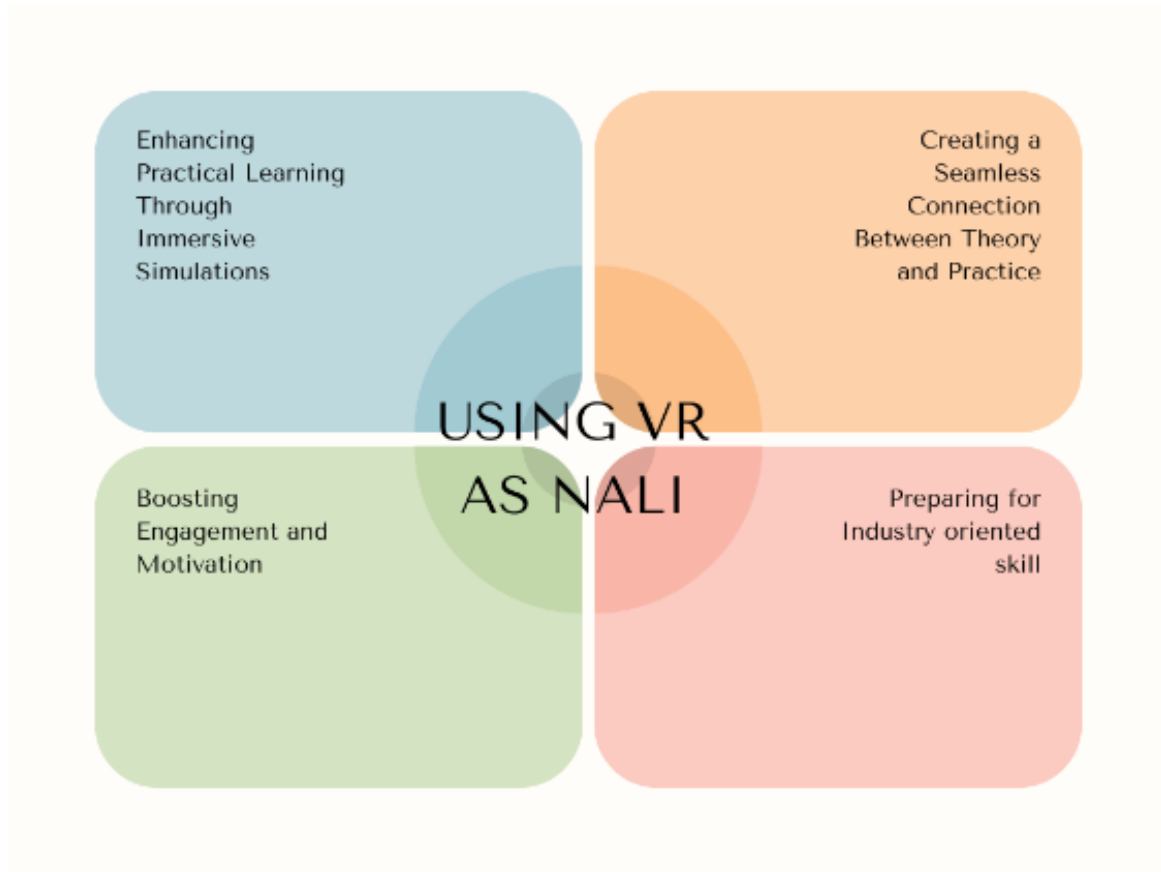 Enhancing
Practical Learning
Through
Immersive
Simulations
Creating a
Seamless
Connection
Between Theory
and Practice
USING VR
AS NALI
Boosting
Engagement and
Motivation
Preparing for
Industry oriented
skill